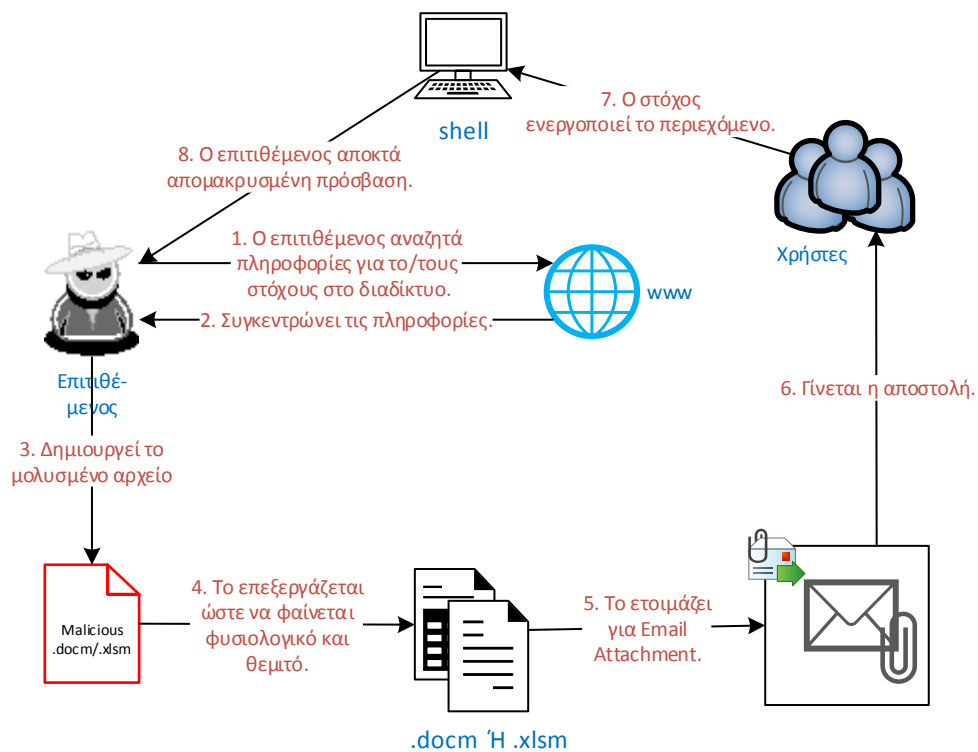 shell
7. Ο στόχος
ενεργοποιεί το περιεχόμενο.
8. Ο επιτιθέμενος αποκτά
απομακρυσμένη πρόσβαση.
1. Ο επιτιθέμενος αναζητά
πληροφορίες για το/τους
στόχους στο διαδίκτυο.
2. Συγκεντρώνει τις πληροφορίες.
www
Χρήστες
Επιτιθέ-
μενος
3. Δημιουργεί το
μολυσμένο αρχείο
6. Γίνεται η αποστολή.
Malicious
.docm/.xlsm
4. Το επεξεργάζεται
ώστε να φαίνεται
φυσιολογικό και
θεμιτό.
5. Το ετοιμάζει
για Email
Attachment.
.docm Ή .xlsm